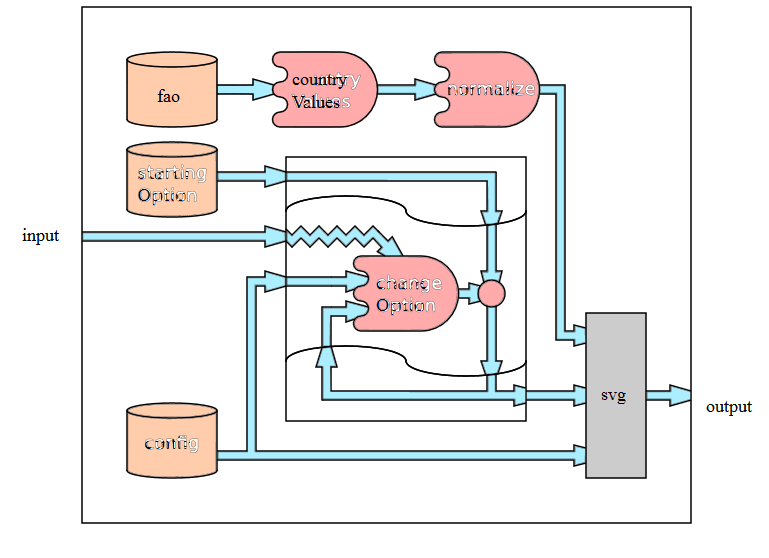 fao
country
Values
normalize
starting
Option
input
change
Option
config
svg
output